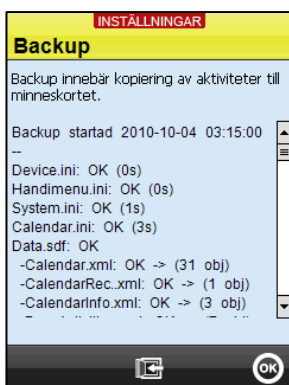 INSTÄLLNINGAR
Backup
Backup innebär kopiering av aktiviteter till
minneskortet.
Backup startad 2010-10-04 03:15:00
--
Device.ini: OK (0s)
Handimenu.ini: OK (0s)
System.ini: OK (1s)
Calendar.ini: OK (3s)
Data.sdf: OK
-Calendar.xml: OK -> (31 obj)
-CalendarRec..xml: OK -> (1 obj)
-CalendarInfo.xml: OK -> (3 obj)
OK